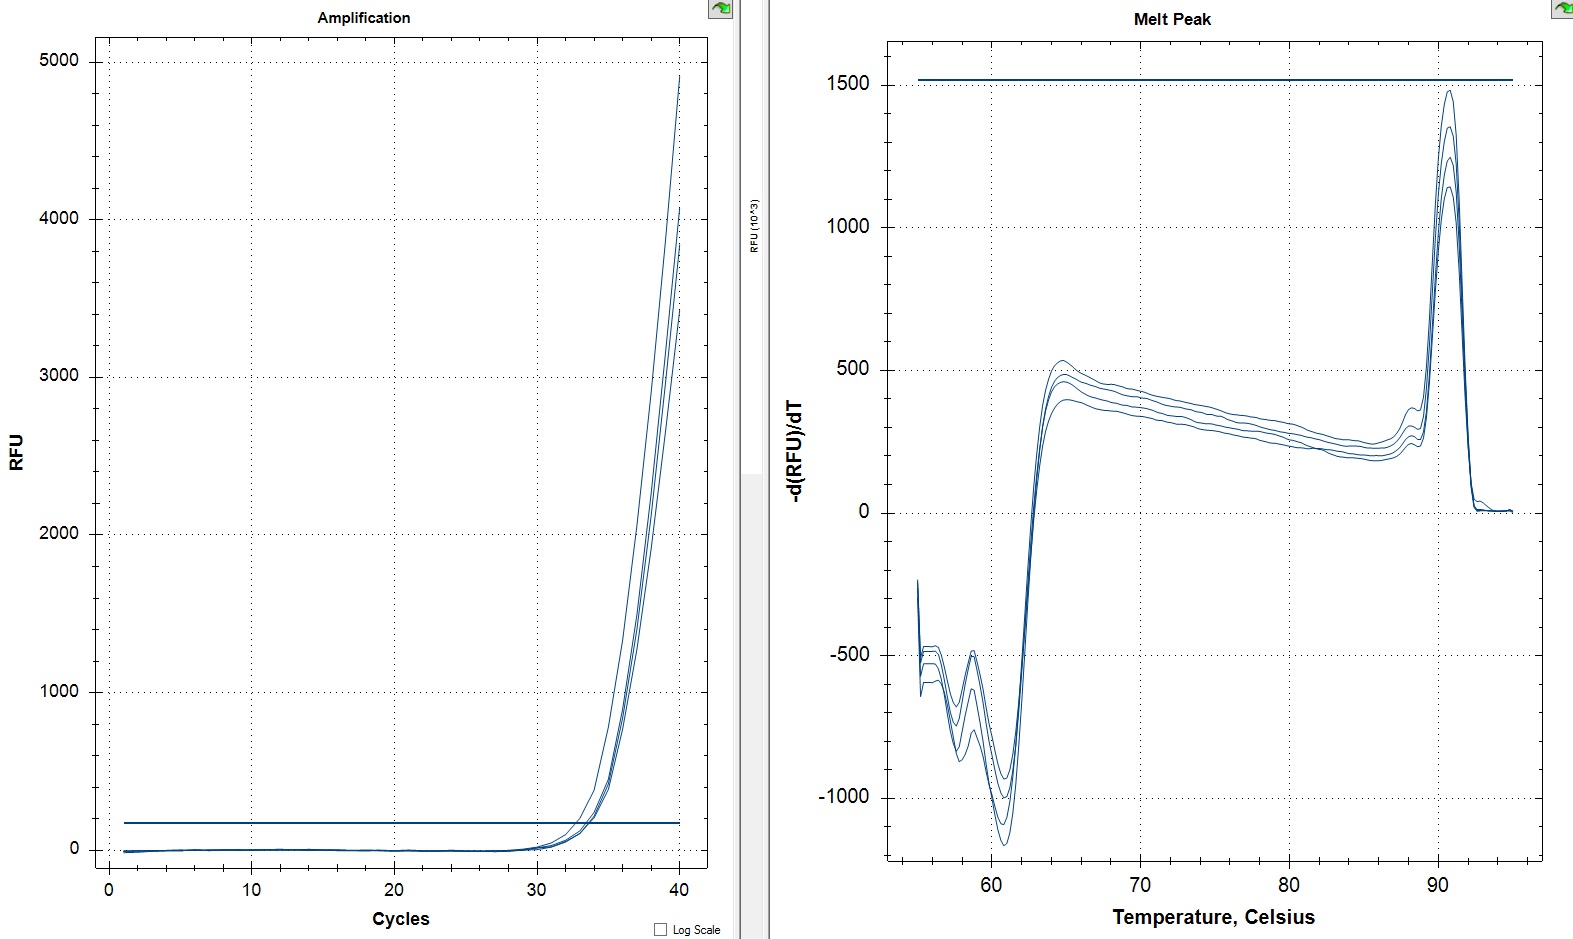 Amplification
5000
4000
3000
2000
1000
0
RFU
0 10 20 30 40
Cycles
Log Scale
RFU (10^3)
Melt Peak
1500
1000
500
0
-500
-1000
-d(RFU)/dT
60 70 80 90
Temperature, Celsius